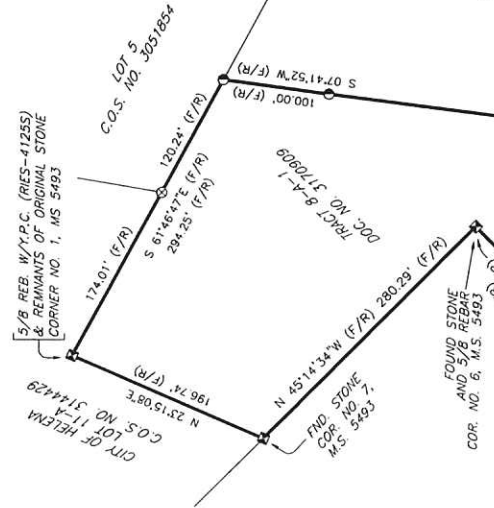 LOT 5
C.O.S. NO. 3051854
5/8 REB. W/Y.P.C. (RIES-4125S)
& REMNANTS OF ORIGINAL STONE
CORNER NO. 1, MS 5493
174.01' (F/R)
120.24' (F/R)
S 61°46'47"E (F/R)
294.25' (F/R)
100.00' (F/R)
S 07°41'52"W (F/R)
TRACT 8-A-1
DOC. NO. 3170909
CITY OF HELENA
LOT 11-A
C.O.S. NO. 3144429
N 23°15'08"E
196.74' (F/R)
N 45°14'34"W (F/R) 280.29' (F/R)
FND. STONE
COR. NO. 7,
M.S. 5493
FOUND STONE
AND 5/8 REBAR
COR. NO. 6, M.S. 5493